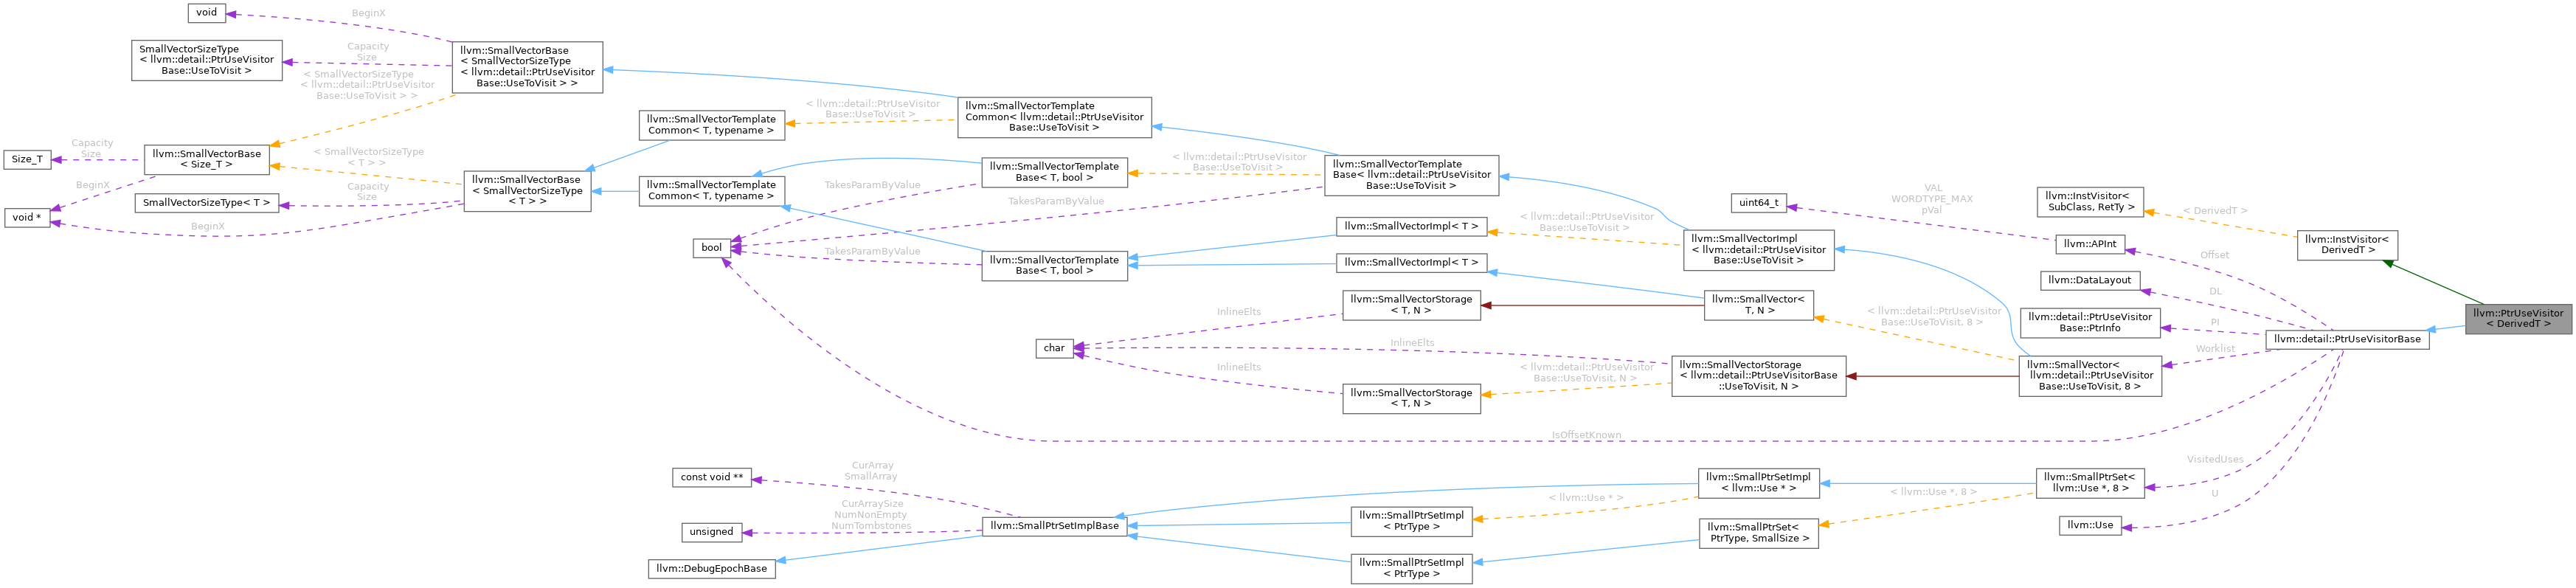 void
BeginX
SmallVectorSizeType
< llvm::detail::PtrUseVisitor
Base::UseToVisit >
Capacity
Size
llvm::SmallVectorBase
< SmallVectorSizeType
< llvm::detail::PtrUseVisitor
Base::UseToVisit > >
< SmallVectorSizeType
< llvm::detail::PtrUseVisitor
Base::UseToVisit > >
Size_T
Capacity
Size
llvm::SmallVectorBase
< Size_T >
< SmallVectorSizeType
< T > >
void *
BeginX
SmallVectorSizeType< T >
Capacity
Size
BeginX
llvm::SmallVectorBase
< SmallVectorSizeType
< T > >
llvm::SmallVectorTemplate
Common< T, typename >
< llvm::detail::PtrUseVisitor
Base::UseToVisit >
llvm::SmallVectorTemplate
Common< llvm::detail::PtrUseVisitor
Base::UseToVisit >
llvm::SmallVectorTemplate
Common< T, typename >
llvm::SmallVectorTemplate
Base< T, bool >
< llvm::detail::PtrUseVisitor
Base::UseToVisit >
llvm::SmallVectorTemplate
Base< llvm::detail::PtrUseVisitor
Base::UseToVisit >
TakesParamByValue
TakesParamByValue
bool
TakesParamByValue
llvm::SmallVectorTemplate
Base< T, bool >
llvm::SmallVectorImpl< T >
< llvm::detail::PtrUseVisitor
Base::UseToVisit >
llvm::SmallVectorImpl
< llvm::detail::PtrUseVisitor
Base::UseToVisit >
llvm::SmallVectorImpl< T >
uint64_t
VAL
WORDTYPE_MAX
pVal
llvm::InstVisitor<
SubClass, RetTy >
< DerivedT >
llvm::InstVisitor<
DerivedT >
llvm::APInt
Offset
llvm::DataLayout
DL
llvm::detail::PtrUseVisitor
Base::PtrInfo
PI
llvm::PtrUseVisitor
< DerivedT >
llvm::detail::PtrUseVisitorBase
Worklist
char
InlineElts
llvm::SmallVectorStorage
< T, N >
llvm::SmallVector<
T, N >
< llvm::detail::PtrUseVisitor
Base::UseToVisit, 8 >
InlineElts
InlineElts
llvm::SmallVectorStorage
< T, N >
< llvm::detail::PtrUseVisitor
Base::UseToVisit, N >
llvm::SmallVectorStorage
< llvm::detail::PtrUseVisitorBase
::UseToVisit, N >
llvm::SmallVector<
llvm::detail::PtrUseVisitor
Base::UseToVisit, 8 >
IsOffsetKnown
const void **
CurArray
SmallArray
unsigned
CurArraySize
NumNonEmpty
NumTombstones
llvm::DebugEpochBase
llvm::SmallPtrSetImplBase
llvm::SmallPtrSetImpl
< PtrType >
< llvm::Use * >
llvm::SmallPtrSetImpl
< llvm::Use * >
llvm::SmallPtrSetImpl
< PtrType >
llvm::SmallPtrSet<
PtrType, SmallSize >
< llvm::Use *, 8 >
llvm::SmallPtrSet<
llvm::Use *, 8 >
VisitedUses
llvm::Use
U